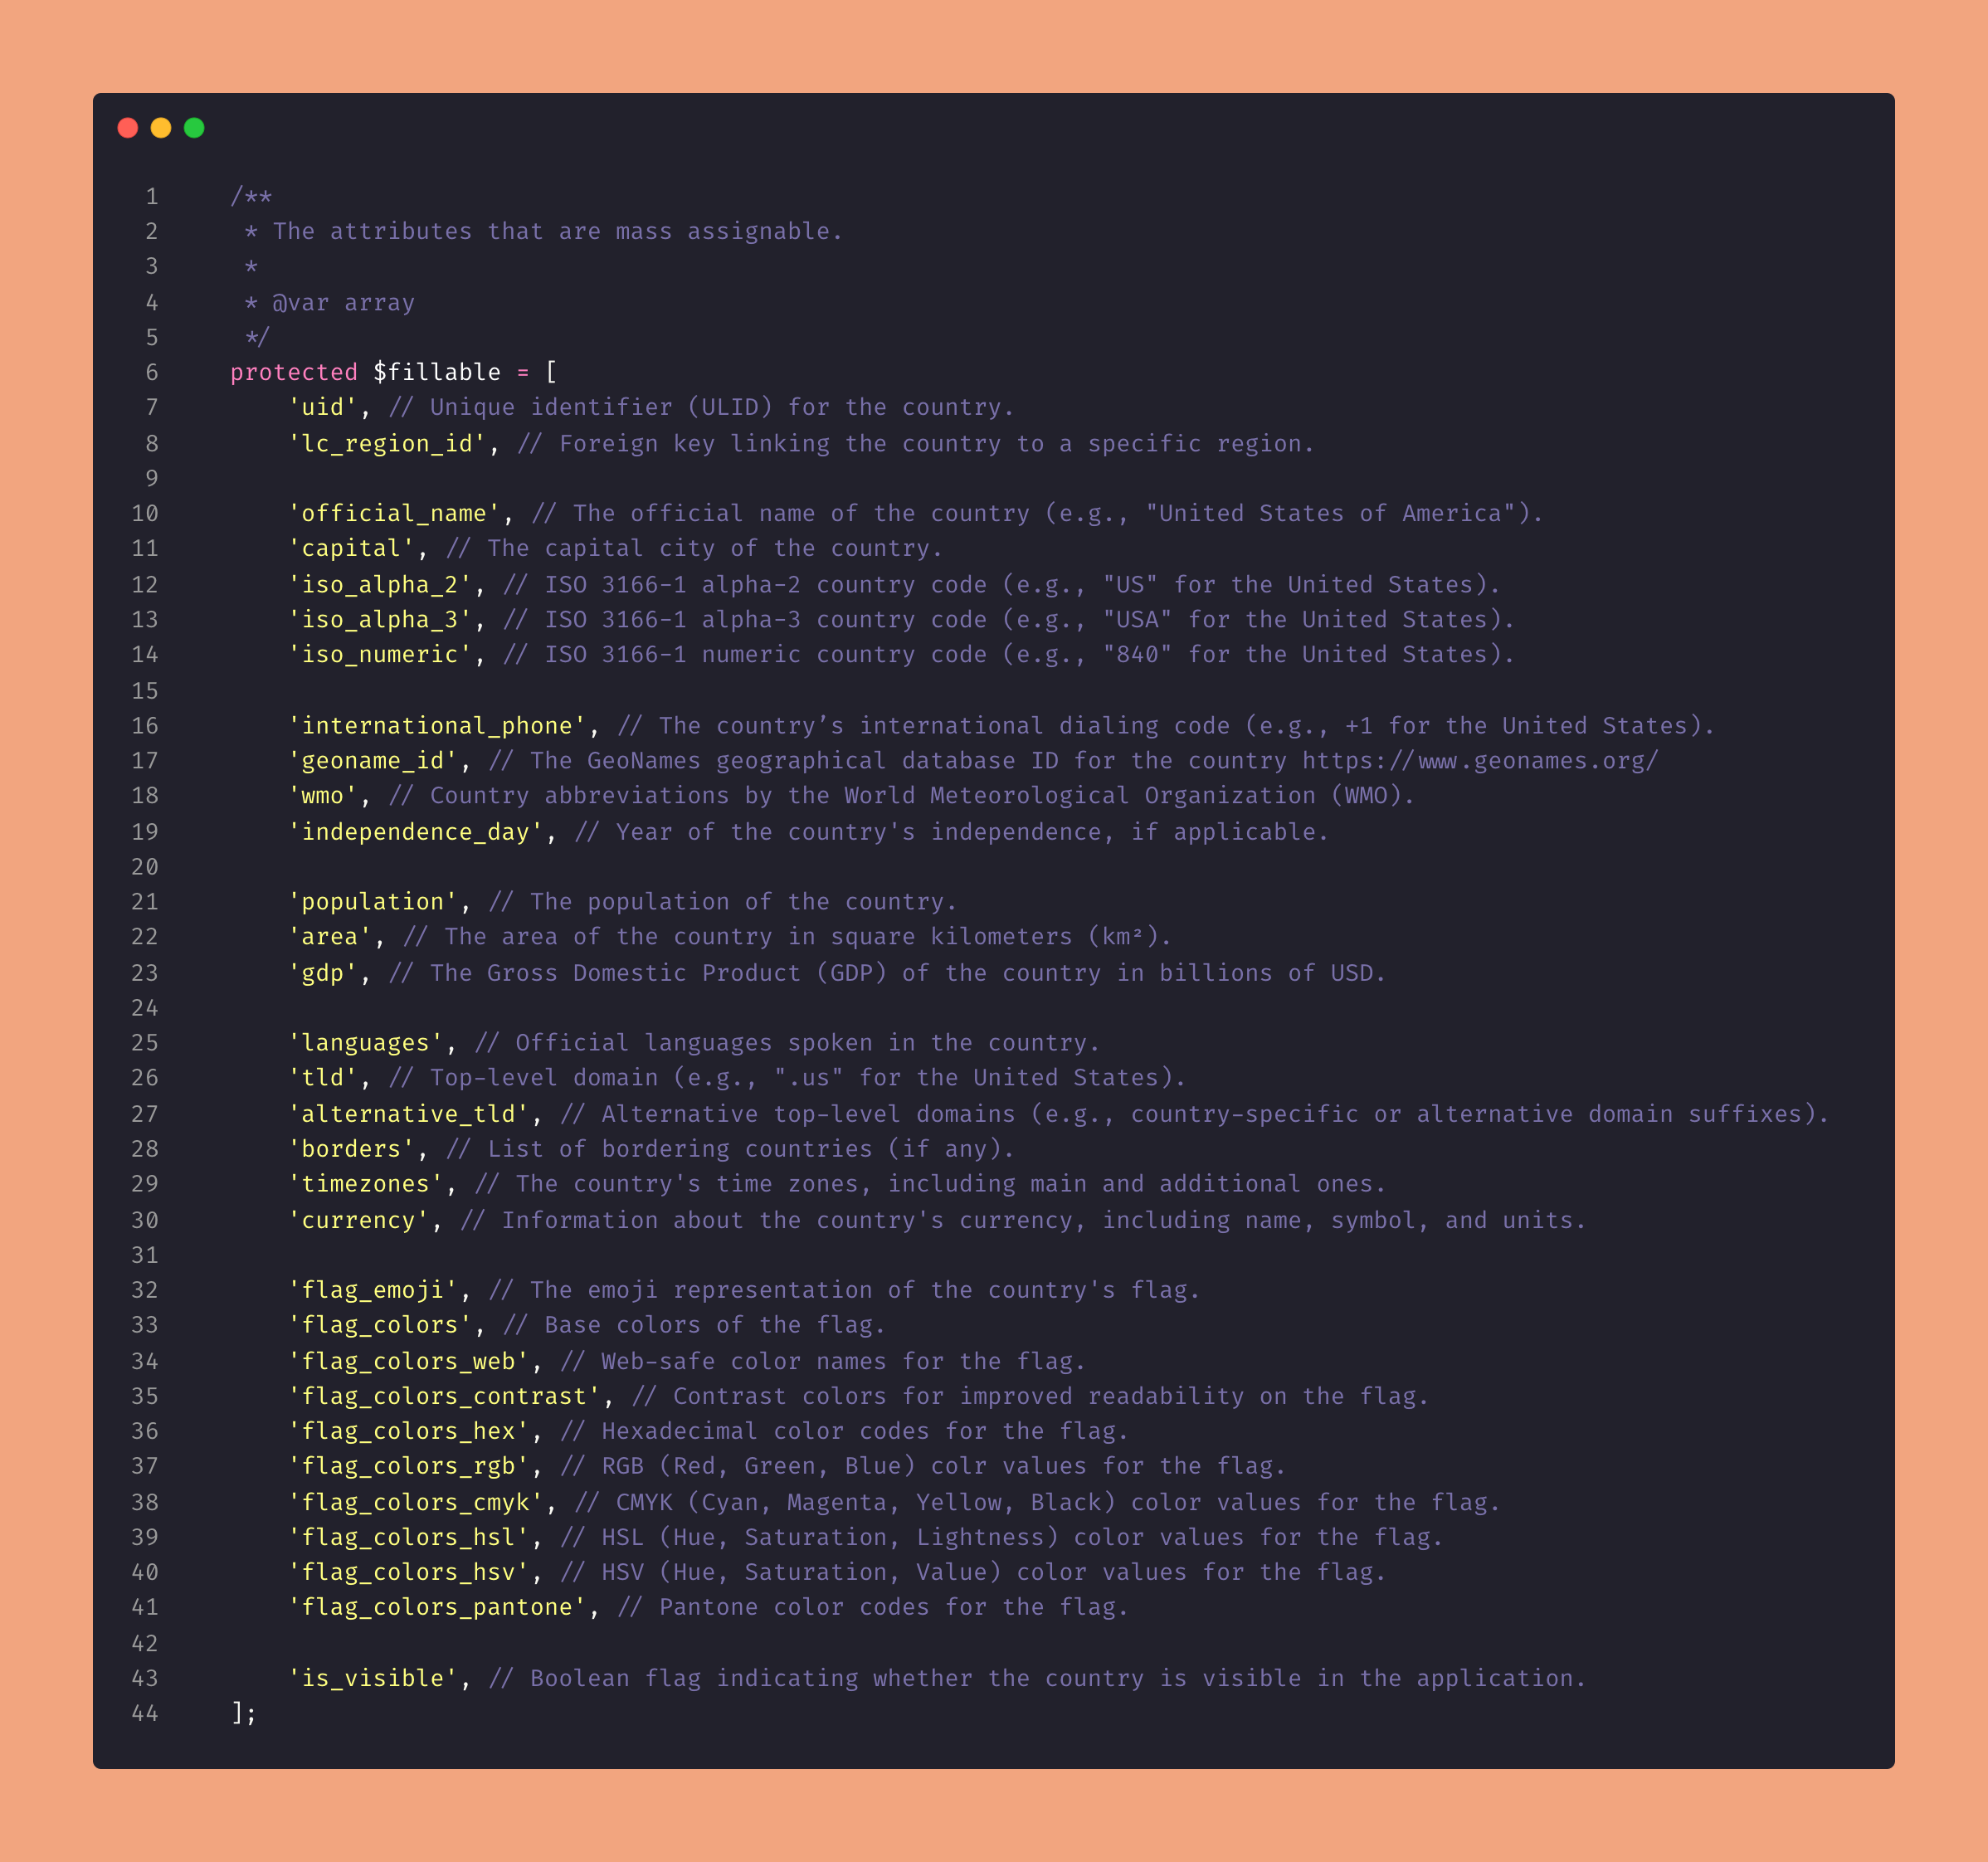 1 /**
2 * The attributes that are mass assignable.
3 *
4 * @var array
5 */
6 protected $fillable = [
7 'uid', // Unique identifier (ULID) for the country.
8 'lc_region_id', // Foreign key linking the country to a specific region.
9
10 'official_name', // The official name of the country (e.g., "United States of America").
11 'capital', // The capital city of the country.
12 'iso_alpha_2', // ISO 3166-1 alpha-2 country code (e.g., "US" for the United States).
13 'iso_alpha_3', // ISO 3166-1 alpha-3 country code (e.g., "USA" for the United States).
14 'iso_numeric', // ISO 3166-1 numeric country code (e.g., "840" for the United States).
15
16 'international_phone', // The country’s international dialing code (e.g., +1 for the United States).
17 'geoname_id', // The GeoNames geographical database ID for the country https://www.geonames.org/
18 'wmo', // Country abbreviations by the World Meteorological Organization (WMO).
19 'independence_day', // Year of the country's independence, if applicable.
20
21 'population', // The population of the country.
22 'area', // The area of the country in square kilometers (km²).
23 'gdp', // The Gross Domestic Product (GDP) of the country in billions of USD.
24
25 'languages', // Official languages spoken in the country.
26 'tld', // Top-level domain (e.g., ".us" for the United States).
27 'alternative_tld', // Alternative top-level domains (e.g., country-specific or alternative domain suffixes).
28 'borders', // List of bordering countries (if any).
29 'timezones', // The country's time zones, including main and additional ones.
30 'currency', // Information about the country's currency, including name, symbol, and units.
31
32 'flag_emoji', // The emoji representation of the country's flag.
33 'flag_colors', // Base colors of the flag.
34 'flag_colors_web', // Web-safe color names for the flag.
35 'flag_colors_contrast', // Contrast colors for improved readability on the flag.
36 'flag_colors_hex', // Hexadecimal color codes for the flag.
37 'flag_colors_rgb', // RGB (Red, Green, Blue) colr values for the flag.
38 'flag_colors_cmyk', // CMYK (Cyan, Magenta, Yellow, Black) color values for the flag.
39 'flag_colors_hsl', // HSL (Hue, Saturation, Lightness) color values for the flag.
40 'flag_colors_hsv', // HSV (Hue, Saturation, Value) color values for the flag.
41 'flag_colors_pantone', // Pantone color codes for the flag.
42
43 'is_visible', // Boolean flag indicating whether the country is visible in the application.
44 ];